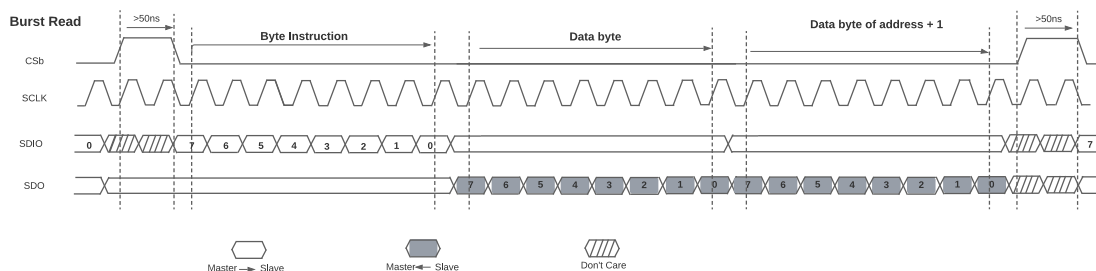 Burst Read
>50ns
Byte Instruction
Data byte
Data byte of address + 1
>50ns
CSb
SCLK
SDIO
0 7 6 5 4 3 2 1 0 7
SDO
7 6 5 4 3 2 1 0 7 6 5 4 3 2 1 0
Master Slave
Master Slave
Don't Care